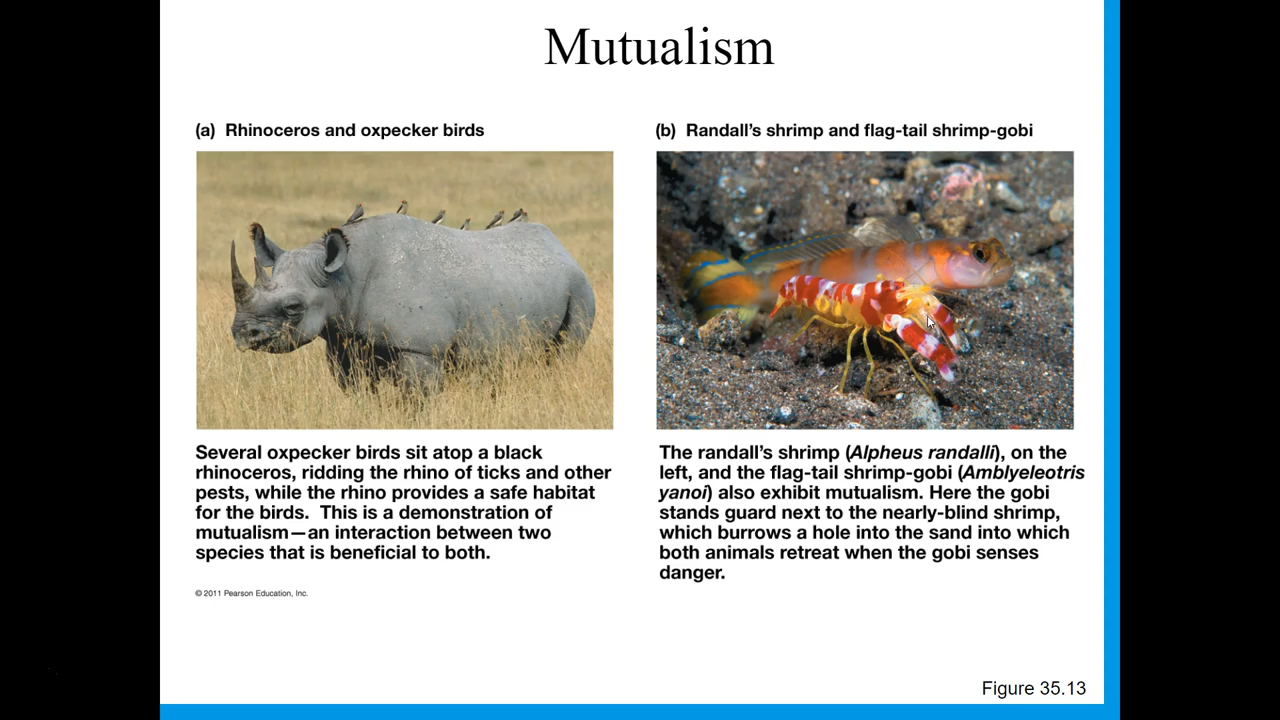 Mutualism
(a) Rhinoceros and oxpecker birds
Several oxpecker birds sit atop a black
rhinoceros, ridding the rhino of ticks and other
pests, while the rhino provides a safe habitat
for the birds. This is a demonstration of
mutualism—an interaction between two
species that is beneficial to both.
© 2011 Pearson Education, Inc.
(b) Randall's shrimp and flag-tail shrimp-gobi
The randall's shrimp (Alpheus randalli), on the
left, and the flag-tail shrimp-gobi (Amblyeleotris
yanoi) also exhibit mutualism. Here the gobi
stands guard next to the nearly-blind shrimp,
which burrows a hole into the sand into which
both animals retreat when the gobi senses
danger.
Figure 35.13